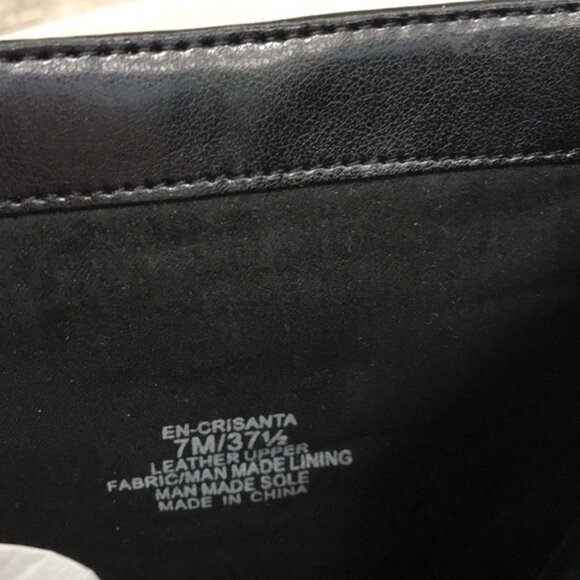 EN-CRISANTA
7M/37½
LEATHER UPPER
FABRIC/MAN MADE LINING
MAN MADE SOLE
MADE IN CHINA